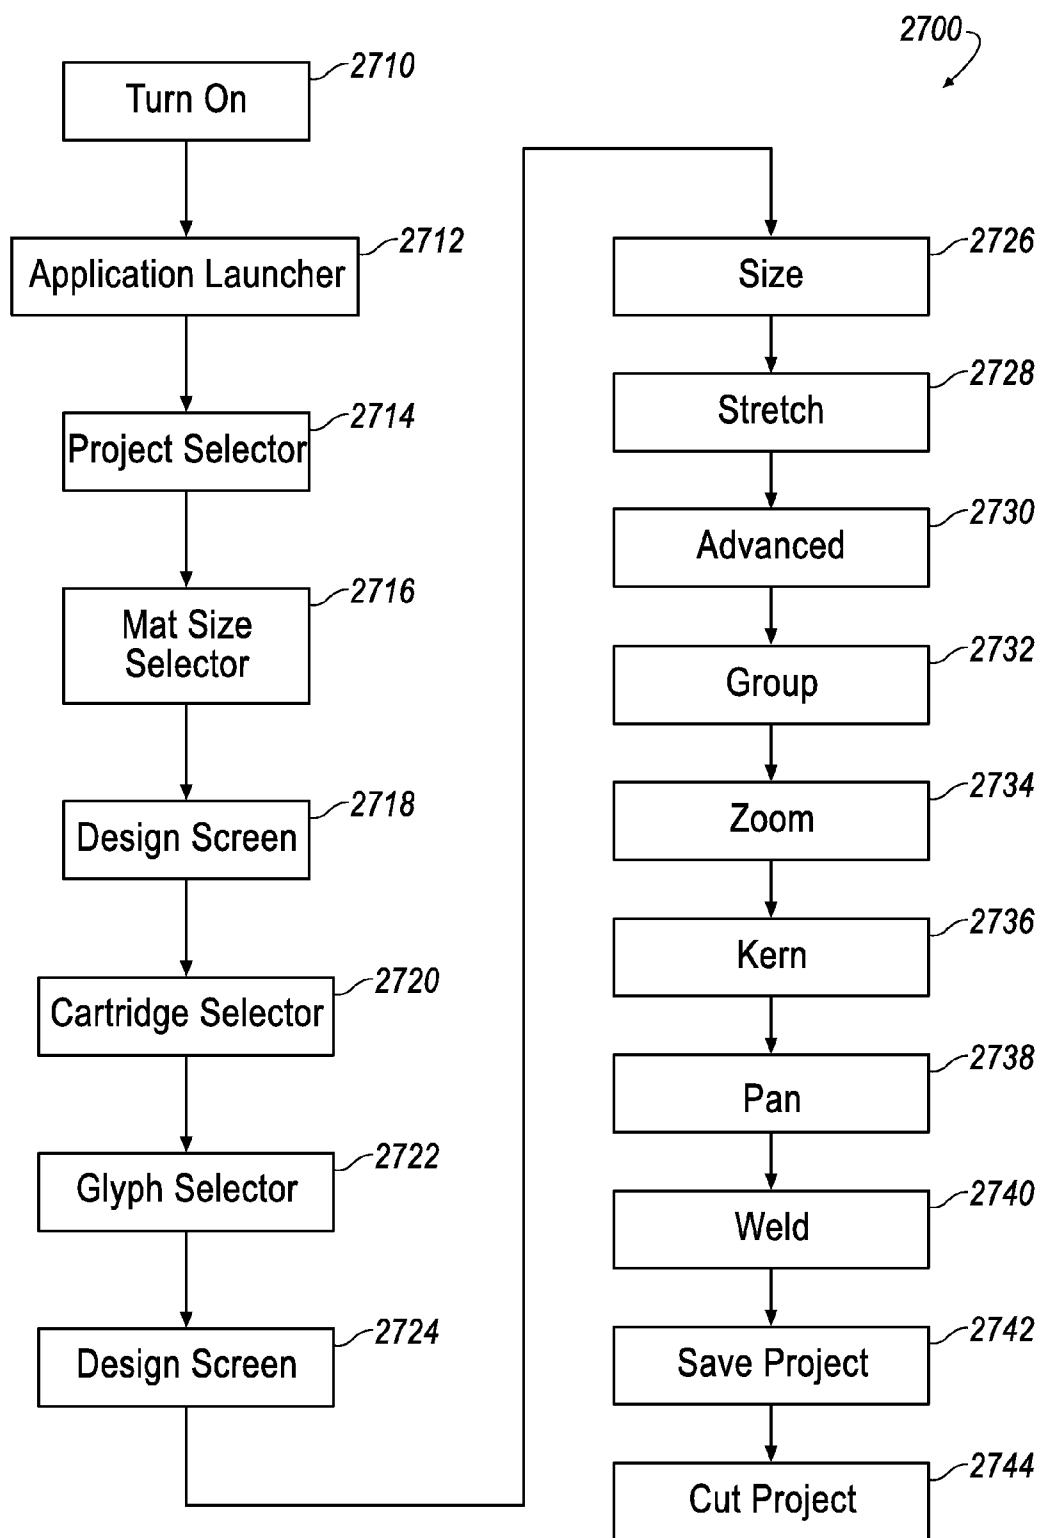 2700
2710
Turn On
2712
Application Launcher
2714
Project Selector
2716
Mat Size
Selector
2718
Design Screen
2720
Cartridge Selector
2722
Glyph Selector
2724
Design Screen
2726
Size
2728
Stretch
2730
Advanced
2732
Group
2734
Zoom
2736
Kern
2738
Pan
2740
Weld
2742
Save Project
2744
Cut Project